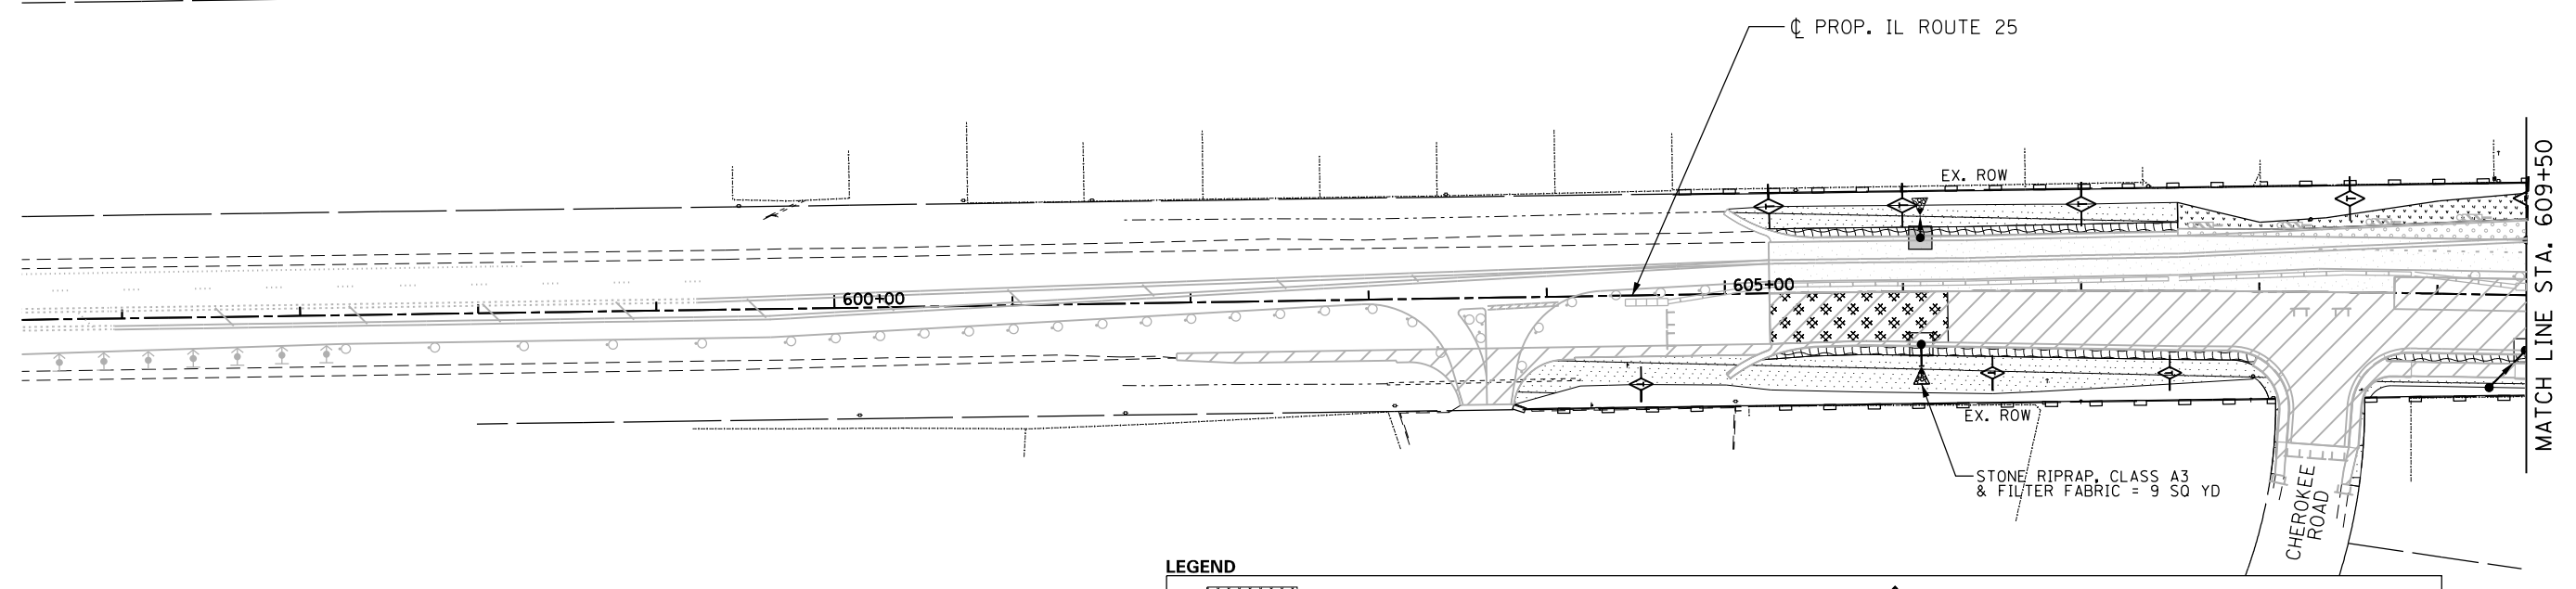 ℄ PROP. IL ROUTE 25
EX. ROW
MATCH LINE STA. 609+50
600+00
605+00
EX. ROW
STONE RIPRAP, CLASS A3
& FILTER FABRIC = 9 SQ YD
CHEROKEE
ROAD
LEGEND